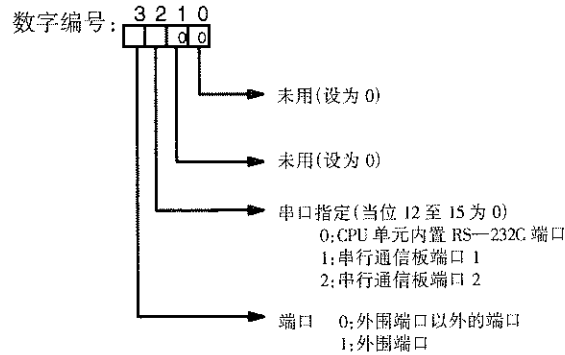 数字编号: 3 2 1 0
0 0
未用(设为 0)
未用(设为 0)
串口指定(当位 12 至 15 为 0)
0:CPU 单元内置 RS—232C 端口
1:串行通信板端口 1
2:串行通信板端口 2
端口 0:外围端口以外的端口
1:外围端口